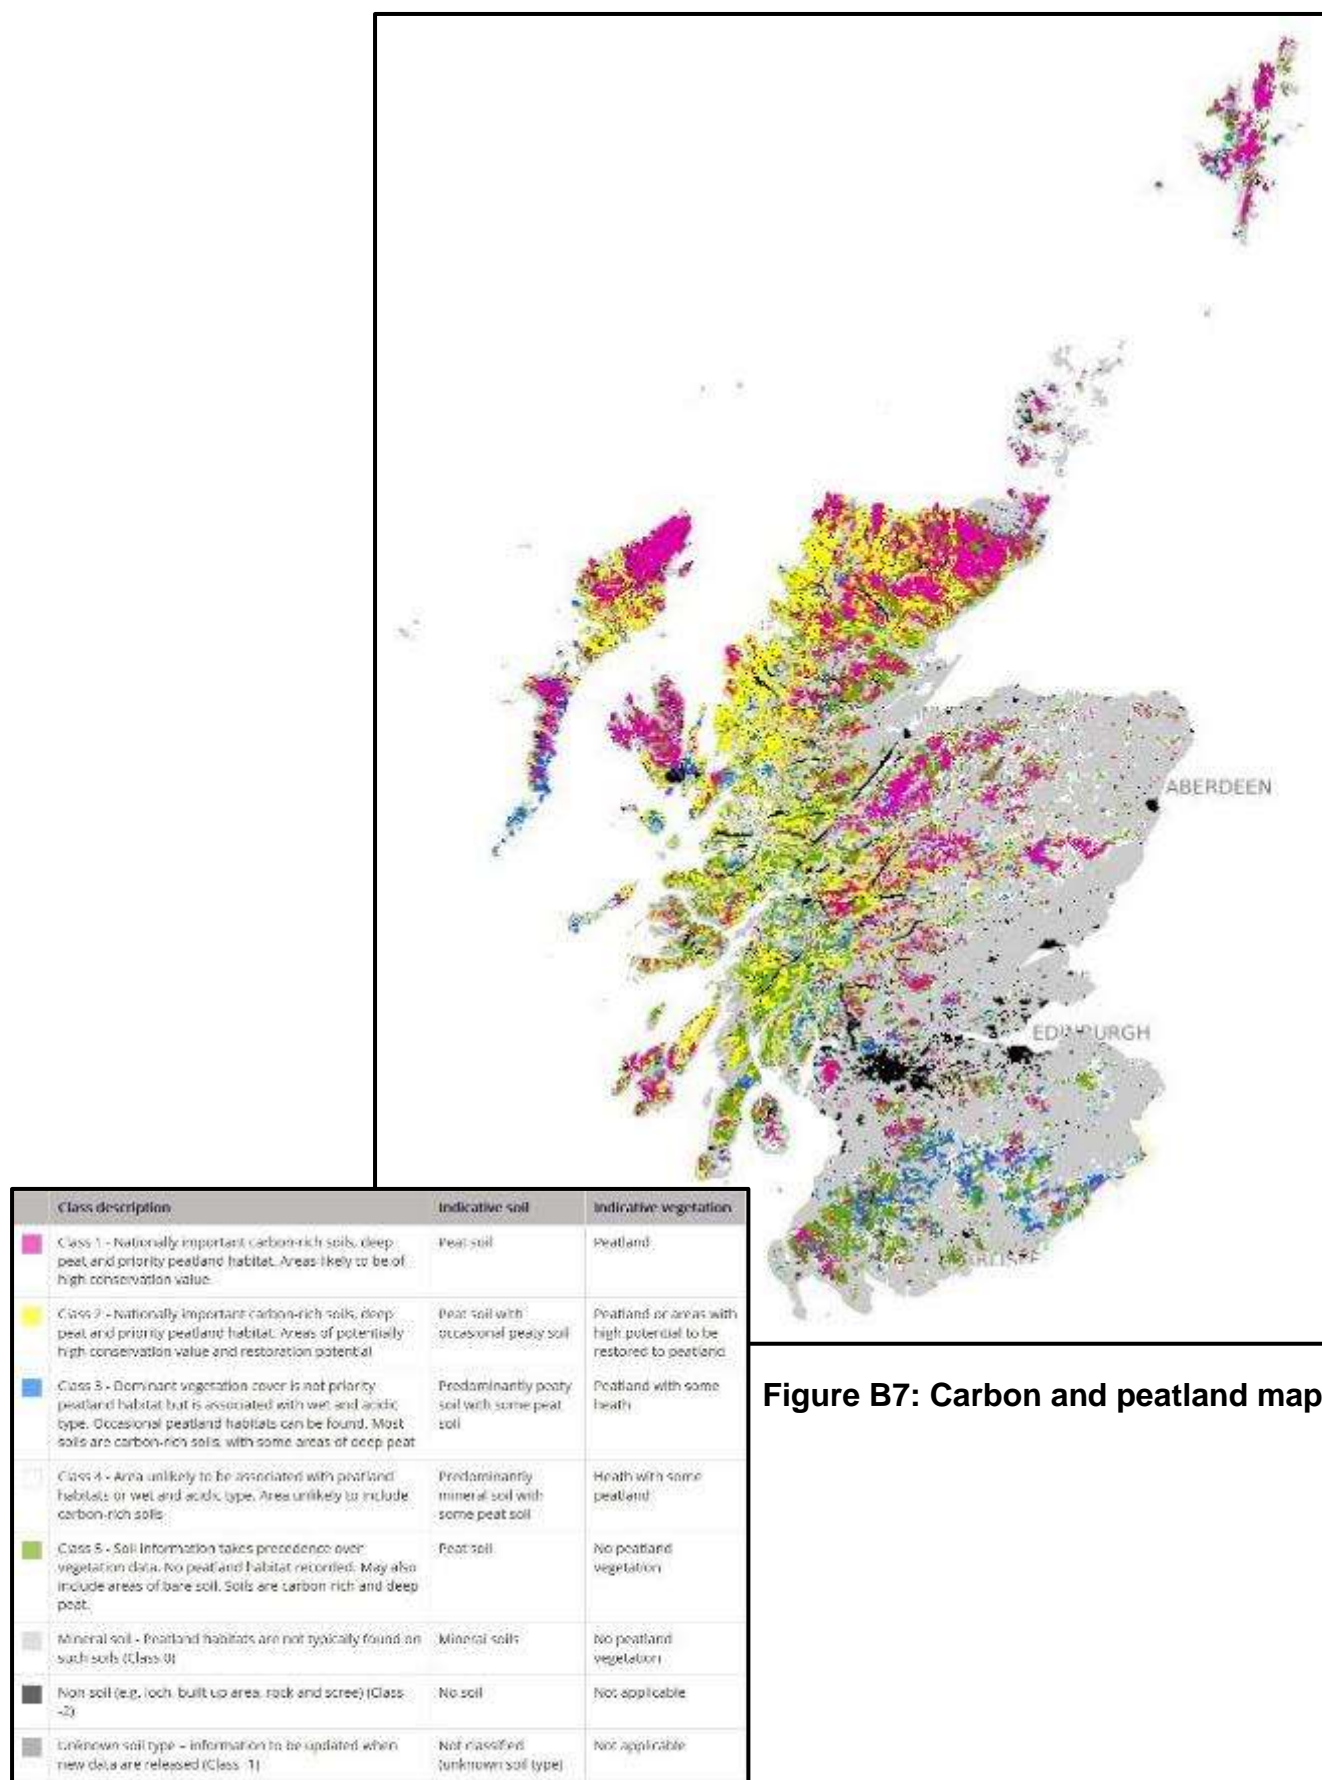 ABERDEEN
EDINBURGH
Class description Indicative soil Indicative vegetation
Class 1 - Nationally important carbon-rich soils, deep
peat and priority peatland habitat. Areas likely to be of
high conservation value.
Peat soil
Peatland
Class 2 - Nationally important carbon-rich soils, deep
peat and priority peatland habitat. Areas of potentially
high conservation value and restoration potential
Peat soil with
occasional peaty soil
Peatland or areas with
high potential to be
restored to peatland
Class 3 - Dominant vegetation cover is not priority
peatland habitat but is associated with wet and acidic
type. Occasional peatland habitats can be found. Most
soils are carbon-rich soils, with some areas of deep peat
Predominantly peaty
soil with some peat
soil
Peatland with some
heath
Class 4 - Area unlikely to be associated with peatland
habitats or wet and acidic type. Area unlikely to include
carbon-rich soils
Predominantly
mineral soil with
some peat soil
Heath with some
peatland
Class 5 - Soil information takes precedence over
vegetation data. No peatland habitat recorded. May also
include areas of bare soil. Soils are carbon rich and deep
peat.
Peat soil
No peatland
vegetation
Mineral soil - Peatland habitats are not typically found on
such soils (Class 0)
Mineral soils
No peatland
vegetation
Non soil (e.g. loch, built up area, rock and scree) (Class
-2)
No soil
Not applicable
Unknown soil type – information to be updated when
new data are released (Class -1)
Not classified
(unknown soil type)
Not applicable
Figure B7: Carbon and peatland map